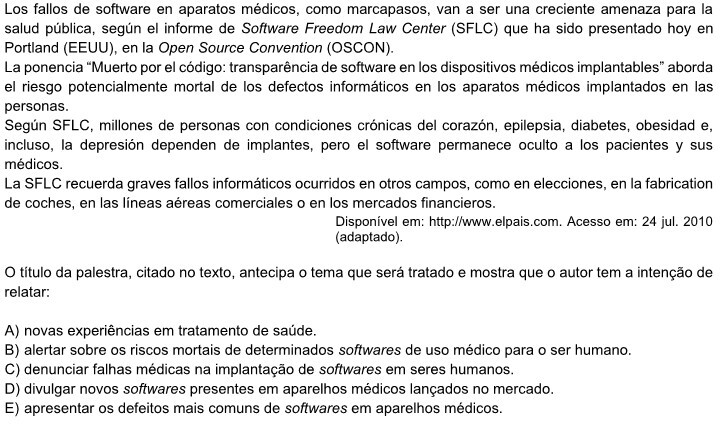 Los fallos de software en aparatos médicos, como marcapasos, van a ser una creciente amenaza para la
salud pública, según el informe de Software Freedom Law Center (SFLC) que ha sido presentado hoy en
Portland (EEUU), en la Open Source Convention (OSCON).
La ponencia “Muerto por el código: transparência de software en los dispositivos médicos implantables” aborda
el riesgo potencialmente mortal de los defectos informáticos en los aparatos médicos implantados en las
personas.
Según SFLC, millones de personas con condiciones crónicas del corazón, epilepsia, diabetes, obesidad e,
incluso, la depresión dependen de implantes, pero el software permanece oculto a los pacientes y sus
médicos.
La SFLC recuerda graves fallos informáticos ocurridos en otros campos, como en elecciones, en la fabrication
de coches, en las líneas aéreas comerciales o en los mercados financieros.
Disponível em: http://www.elpais.com. Acesso em: 24 jul. 2010
(adaptado).
O título da palestra, citado no texto, antecipa o tema que será tratado e mostra que o autor tem a intenção de
relatar:
A) novas experiências em tratamento de saúde.
B) alertar sobre os riscos mortais de determinados softwares de uso médico para o ser humano.
C) denunciar falhas médicas na implantação de softwares em seres humanos.
D) divulgar novos softwares presentes em aparelhos médicos lançados no mercado.
E) apresentar os defeitos mais comuns de softwares em aparelhos médicos.